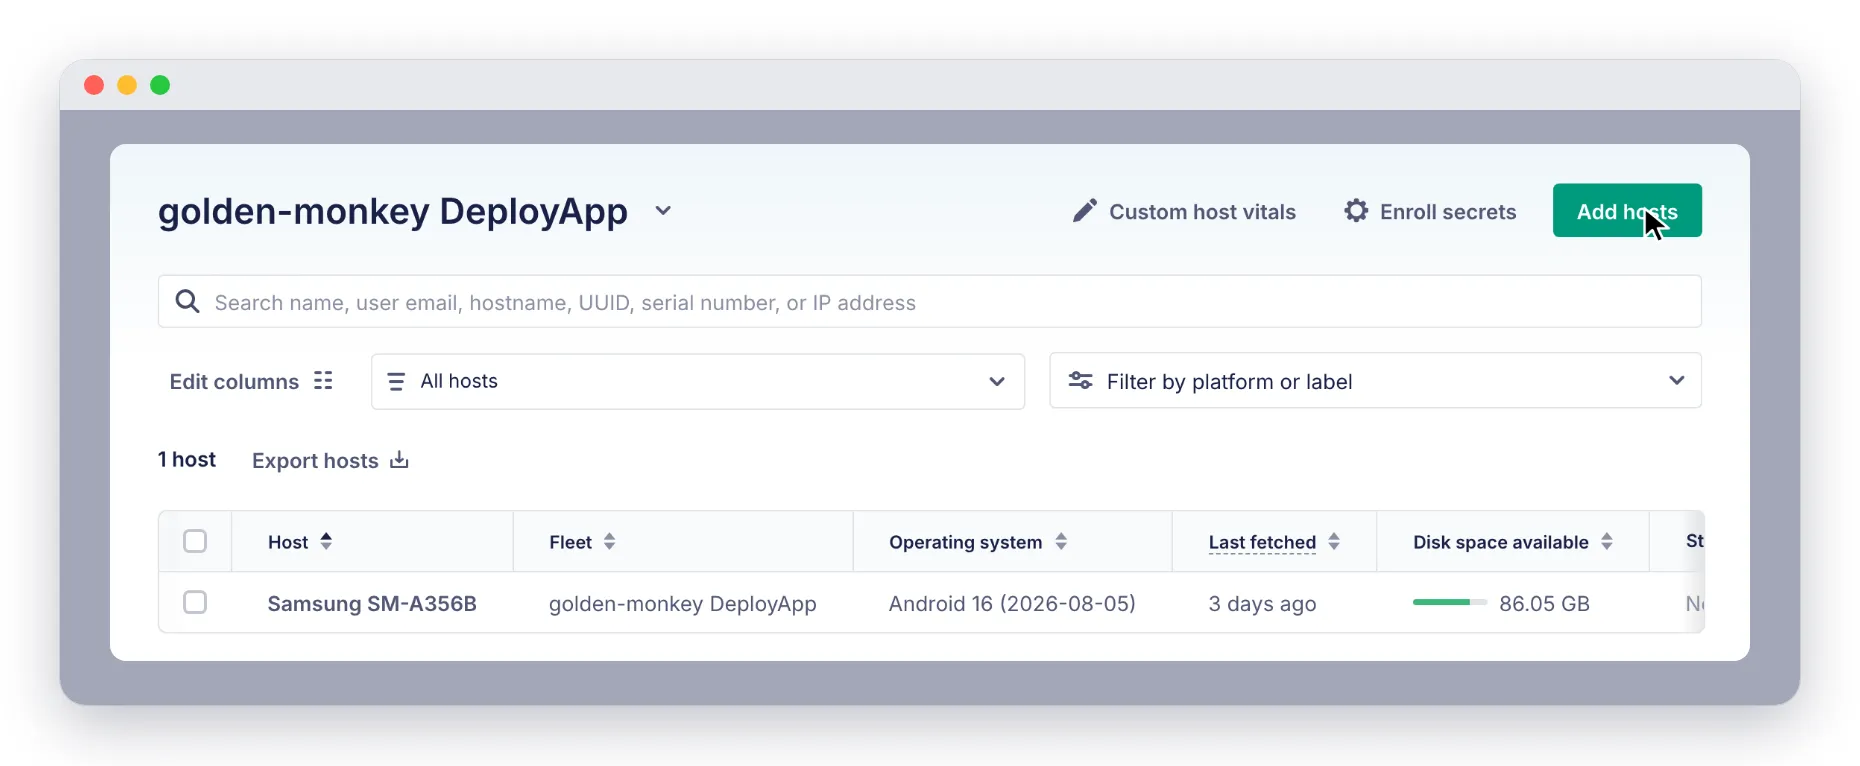 golden-monkey DeployApp
Custom host vitals
Enroll secrets
Add hosts
Search name, user email, hostname, UUID, serial number, or IP address
Edit columns
All hosts
Filter by platform or label
1 host
Export hosts
Host
Fleet
Operating system
Last fetched
Disk space available
St
Samsung SM-A356B
golden-monkey DeployApp
Android 16 (2026-08-05)
3 days ago
86.05 GB